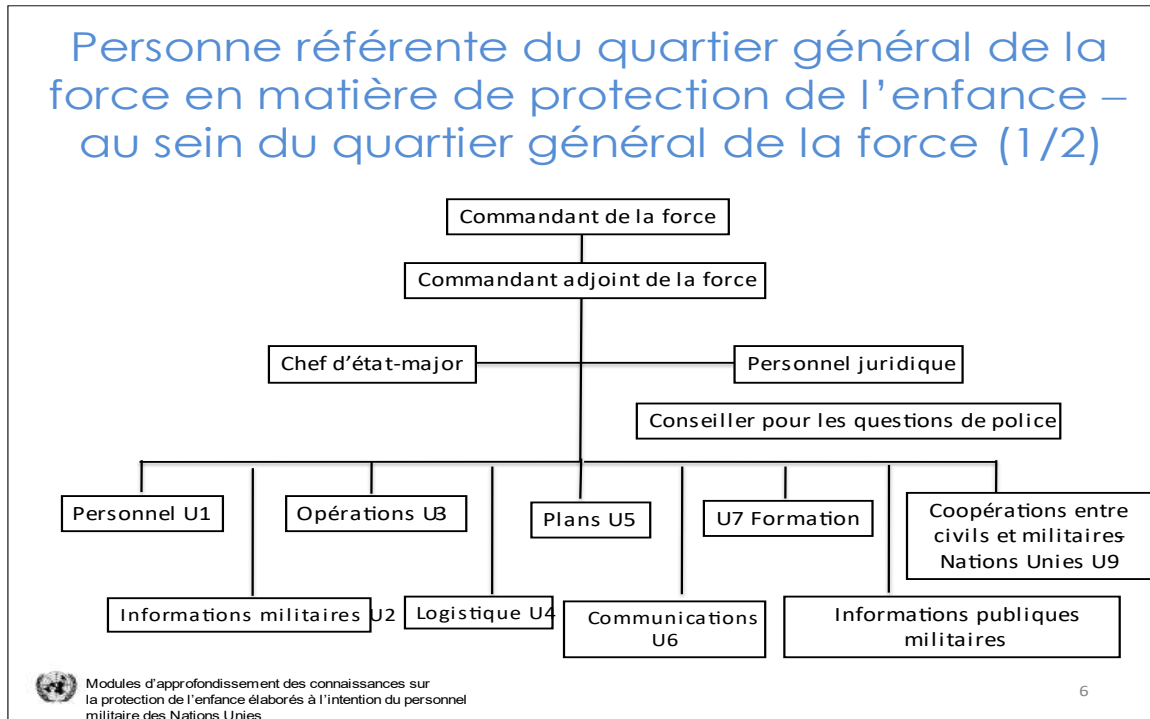 Personne référente du quartier général de la
force en matière de protection de l'enfance –
au sein du quartier général de la force (1/2)
Commandant de la force
Commandant adjoint de la force
Chef d'état-major
Personnel juridique
Conseiller pour les questions de police
Personnel U1
Opérations U3
Plans U5
U7 Formation
Coopérations entre
civils et militaires-
Nations Unies U9
Informations militaires U2
Logistique U4
Communications
U6
Informations publiques
militaires
Modules d'approfondissement des connaissances sur
la protection de l'enfance élaborés à l'intention du personnel
militaire des Nations Unies
6